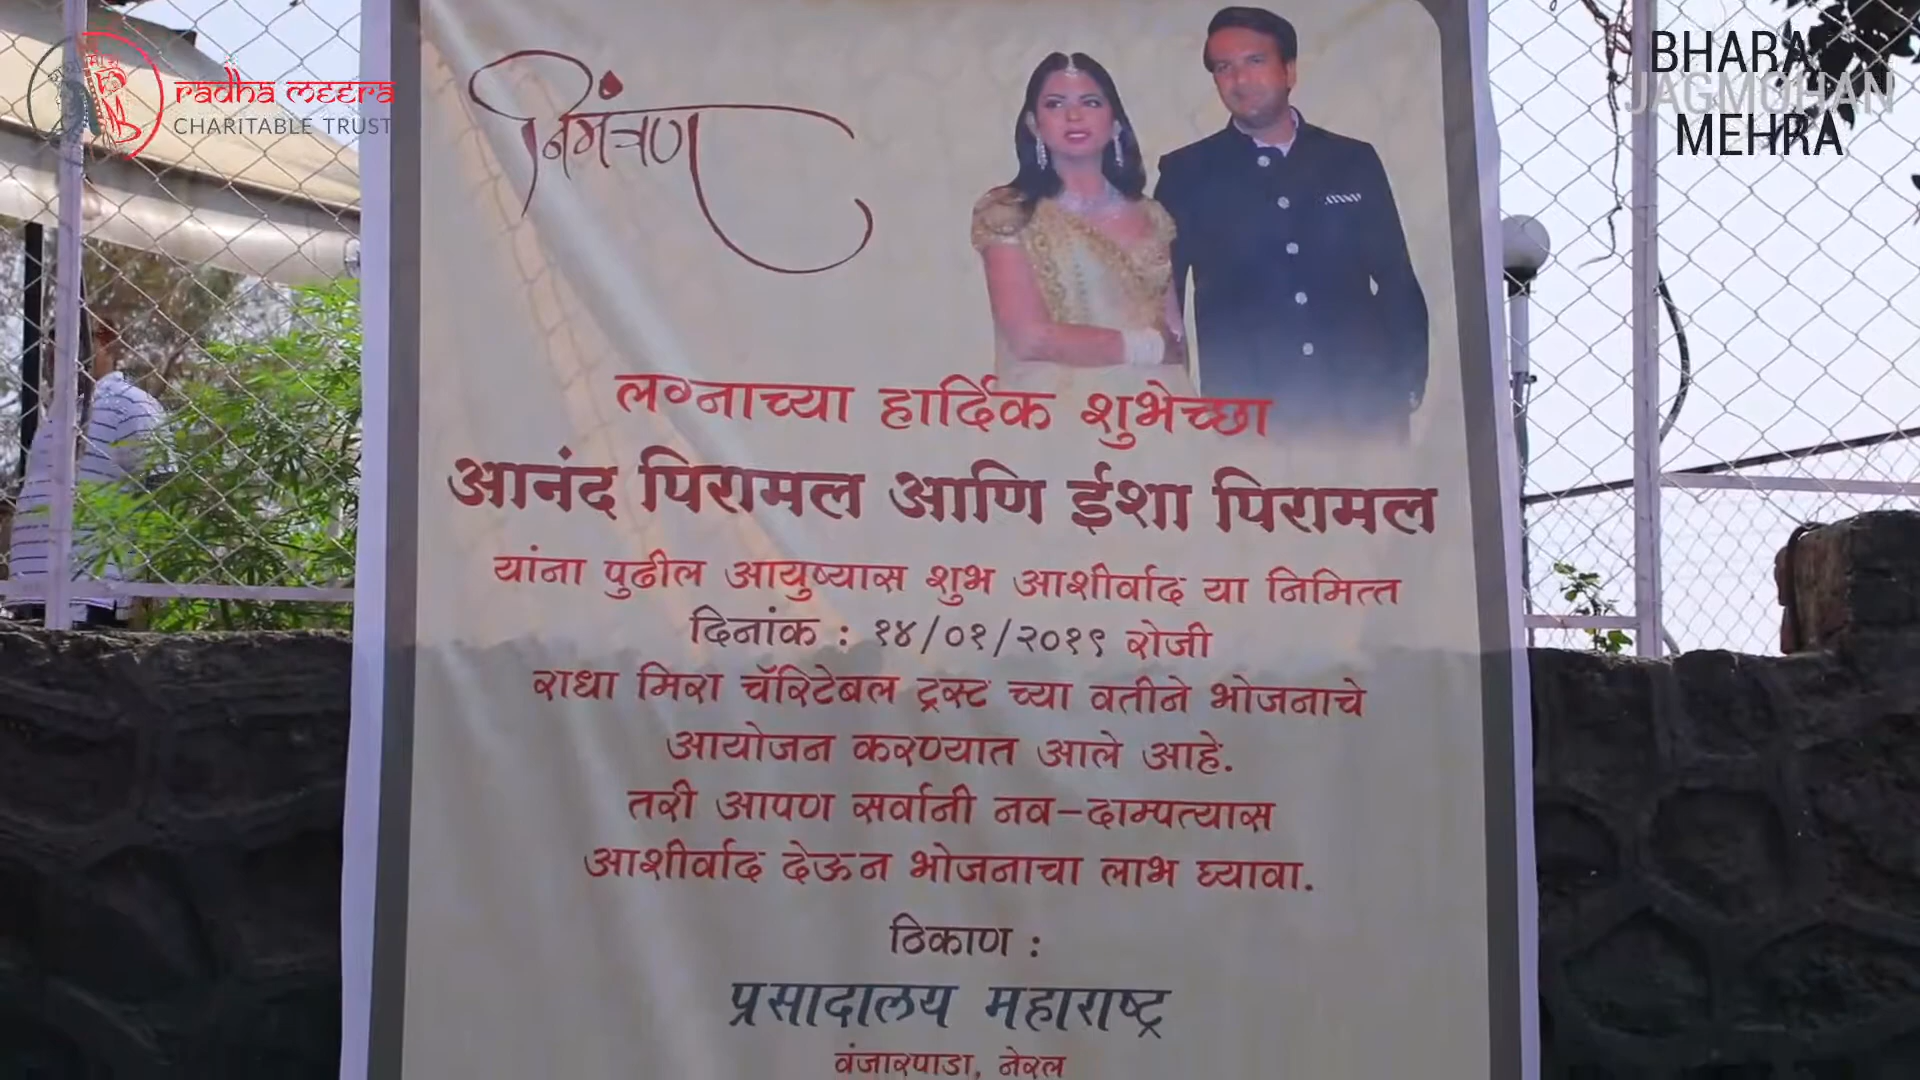 Radha Meera
CHARITABLE TRUST
BHARA
JAGMOHAN
MEHRA
निमंत्रण
लग्नाच्या हार्दिक शुभेच्छा
आनंद पिरामल आणि ईशा पिरामल
यांना पुढील आयुष्यास शुभ आशीर्वाद या निमित्त
दिनांक : १४/०१/२०१९ रोजी
राधा मिरा चॅरिटेबल ट्रस्ट च्या वतीने भोजनाचे
आयोजन करण्यात आले आहे.
तरी आपण सर्वानी नव-दाम्पत्यास
आशीर्वाद देऊन भोजनाचा लाभ घ्यावा.
ठिकाण :
प्रसादालय महाराष्ट्र
वंजारपाडा, नेरल